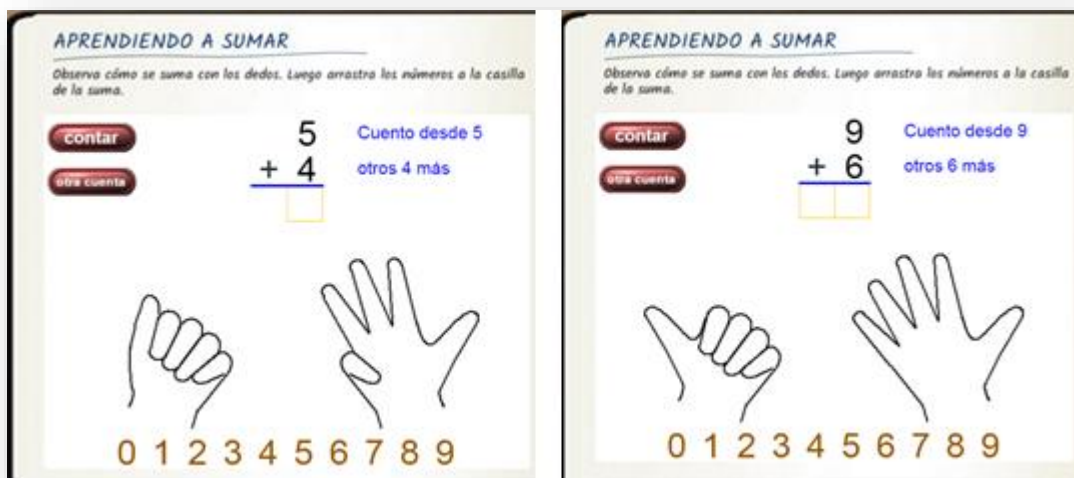 APRENDIENDO A SUMAR
Observa cómo se suma con los dedos. Luego arrastra los números a la casilla
de la suma.
contar
otra cuenta
5
+ 4
Cuento desde 5
otros 4 más
0 1 2 3 4 5 6 7 8 9
APRENDIENDO A SUMAR
Observa cómo se suma con los dedos. Luego arrastra los números a la casilla
de la suma.
contar
otra cuenta
9
+ 6
Cuento desde 9
otros 6 más
0 1 2 3 4 5 6 7 8 9